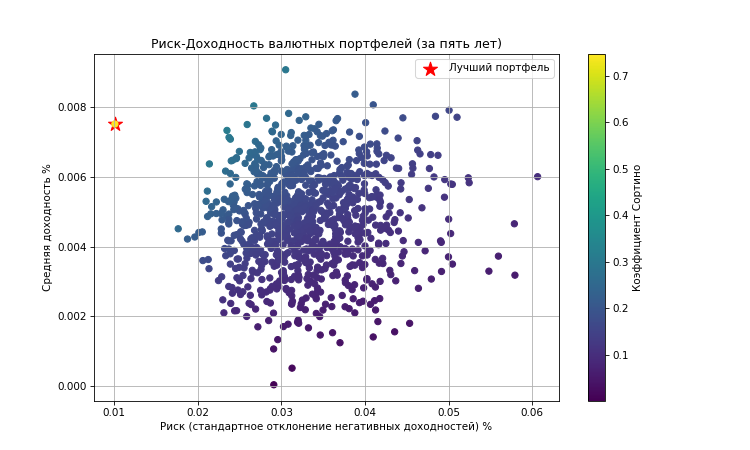 Риск-Доходность валютных портфелей (за пять лет)
Лучший портфель
Средняя доходность %
0.008
0.006
0.004
0.002
0.000
0.01 0.02 0.03 0.04 0.05 0.06
Риск (стандартное отклонение негативных доходностей) %
0.7
0.6
0.5
0.4
0.3
0.2
0.1
Коэффициент Сортино